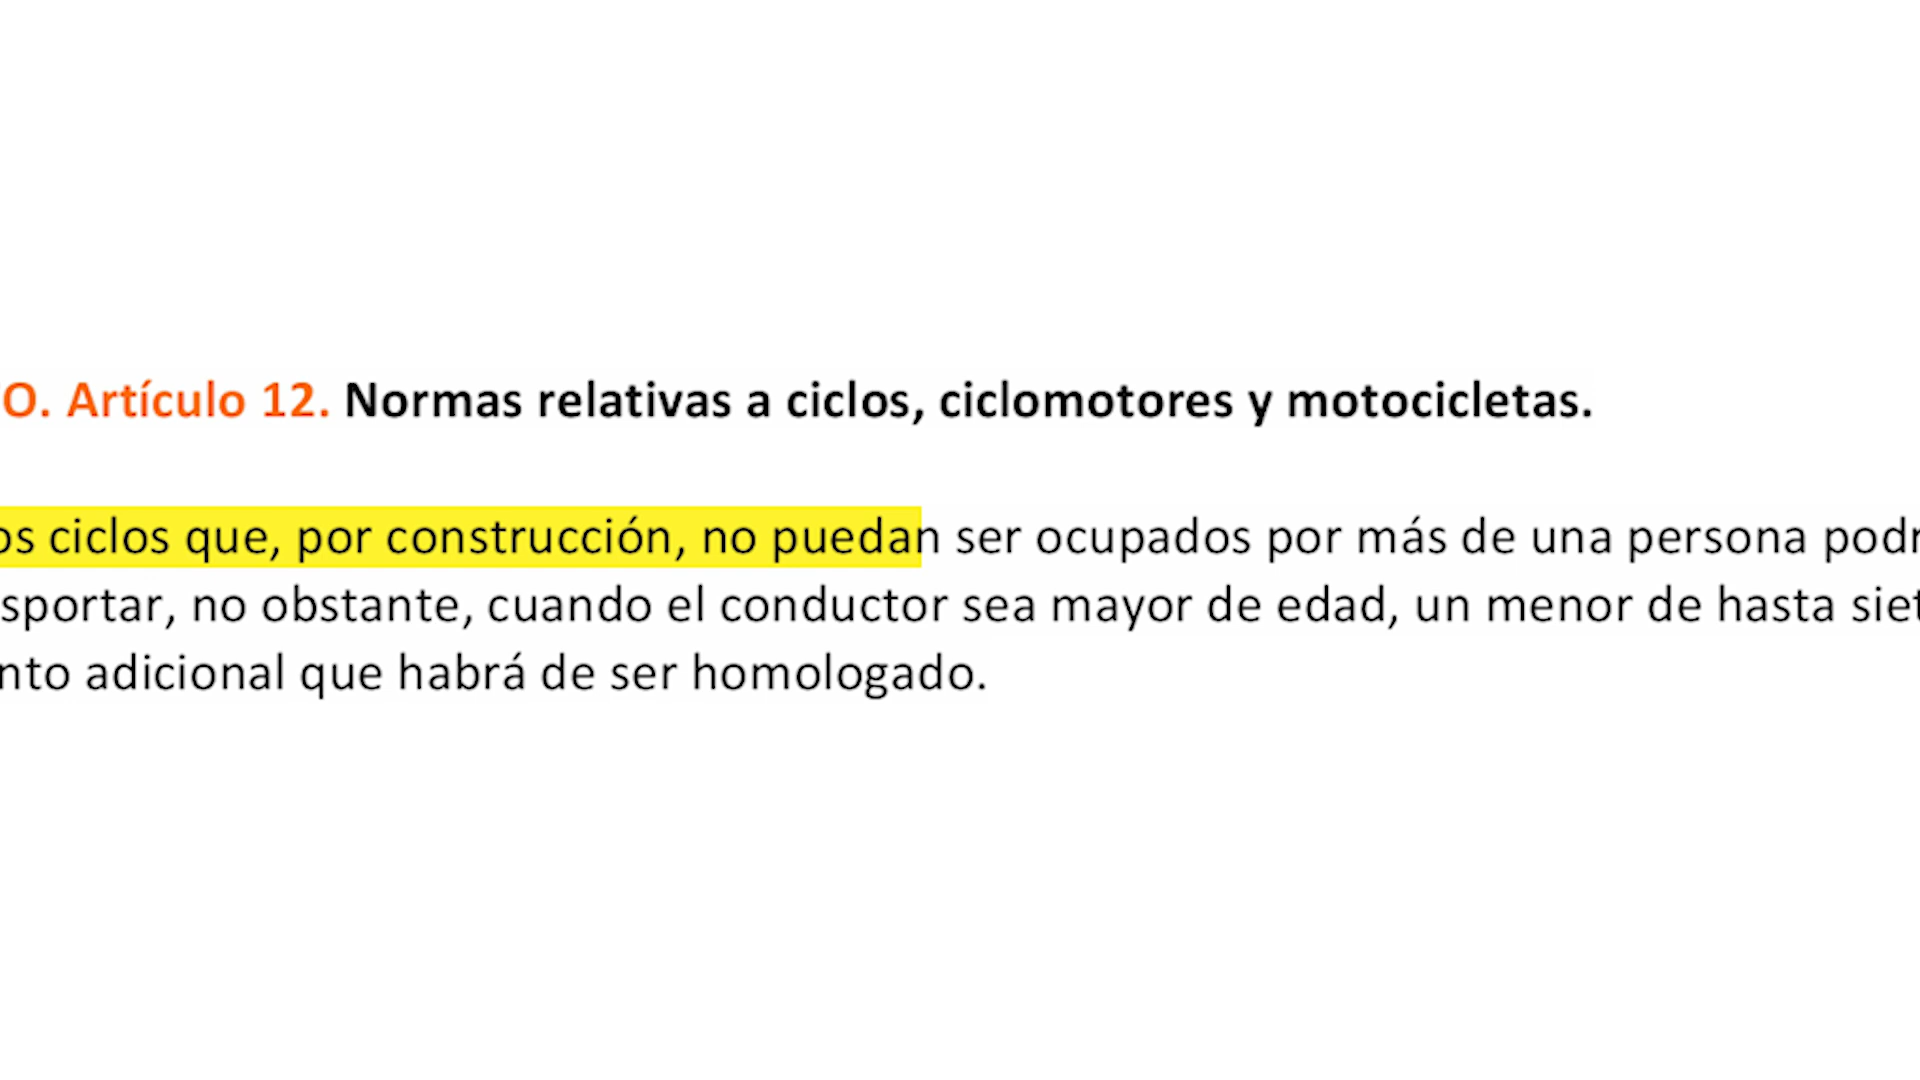 O. Artículo 12. Normas relativas a ciclos, ciclomotores y motocicletas.
os ciclos que, por construcción, no puedan ser ocupados por más de una persona podr
sportar, no obstante, cuando el conductor sea mayor de edad, un menor de hasta siet
nto adicional que habrá de ser homologado.